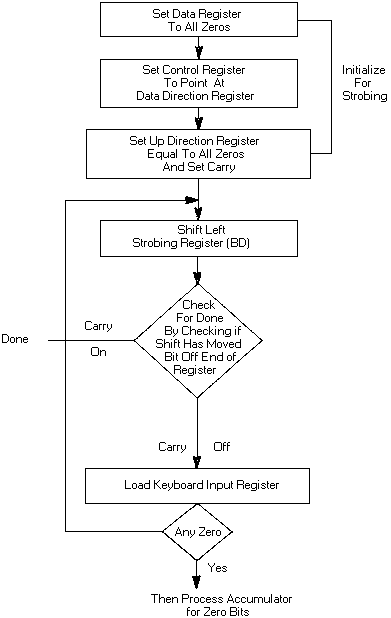 Set Data Register
To All Zeros
Set Control Register
To Point At
Data Direction Register
Initialize
For
Strobing
Set Up Direction Register
Equal To All Zeros
And Set Carry
Shift Left
Strobing Register (BD)
Check
For Done
By Checking if
Shift Has Moved
Bit Off End of
Register
Carry
On
Done
Carry Off
Load Keyboard Input Register
Any Zero
Yes
Then Process Accumulator
for Zero Bits